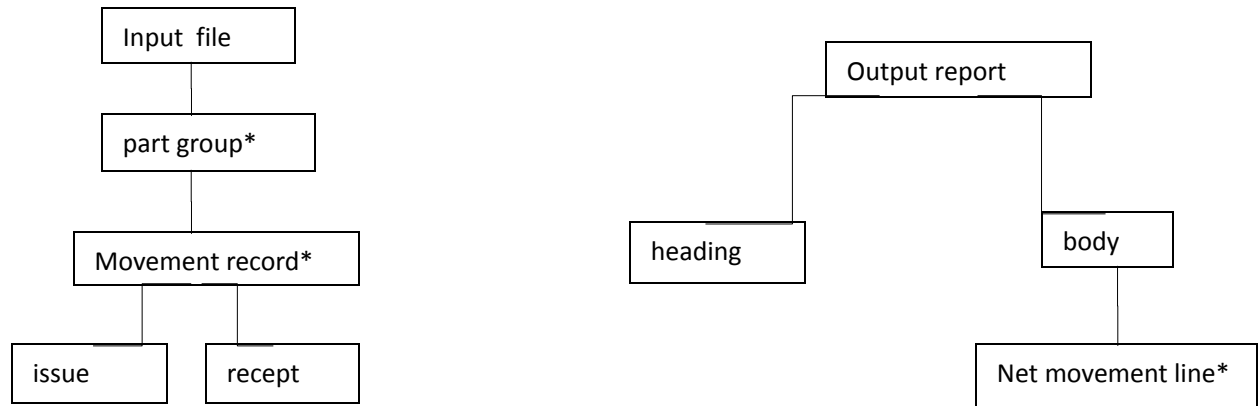 Input file
part group*
Movement record*
issue
recept
Output report
heading
body
Net movement line*